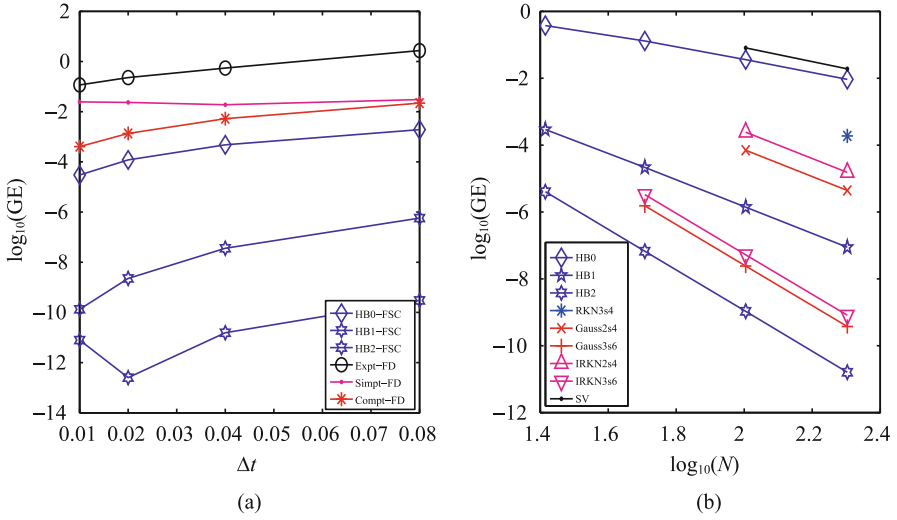 2
0
−2
−4
−6
−8
−10
−12
−14
log₁₀(GE)
0.01 0.02 0.03 0.04 0.05 0.06 0.07 0.08
Δt
HB0−FSC
HB1−FSC
HB2−FSC
Expt−FD
Simpt−FD
Compt−FD
(a)
0
−2
−4
−6
−8
−10
−12
log₁₀(GE)
1.4 1.6 1.8 2 2.2 2.4
log₁₀(N)
HB0
HB1
HB2
RKN3s4
Gauss2s4
Gauss3s6
IRKN2s4
IRKN3s6
SV
(b)